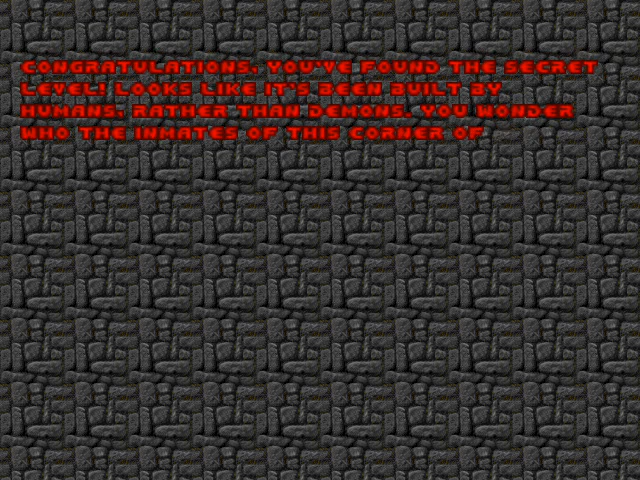 CONGRATULATIONS, YOU'VE FOUND THE SECRET
LEVEL! LOOKS LIKE IT'S BEEN BUILT BY
HUMANS, RATHER THAN DEMONS. YOU WONDER
WHO THE INMATES OF THIS CORNER OF